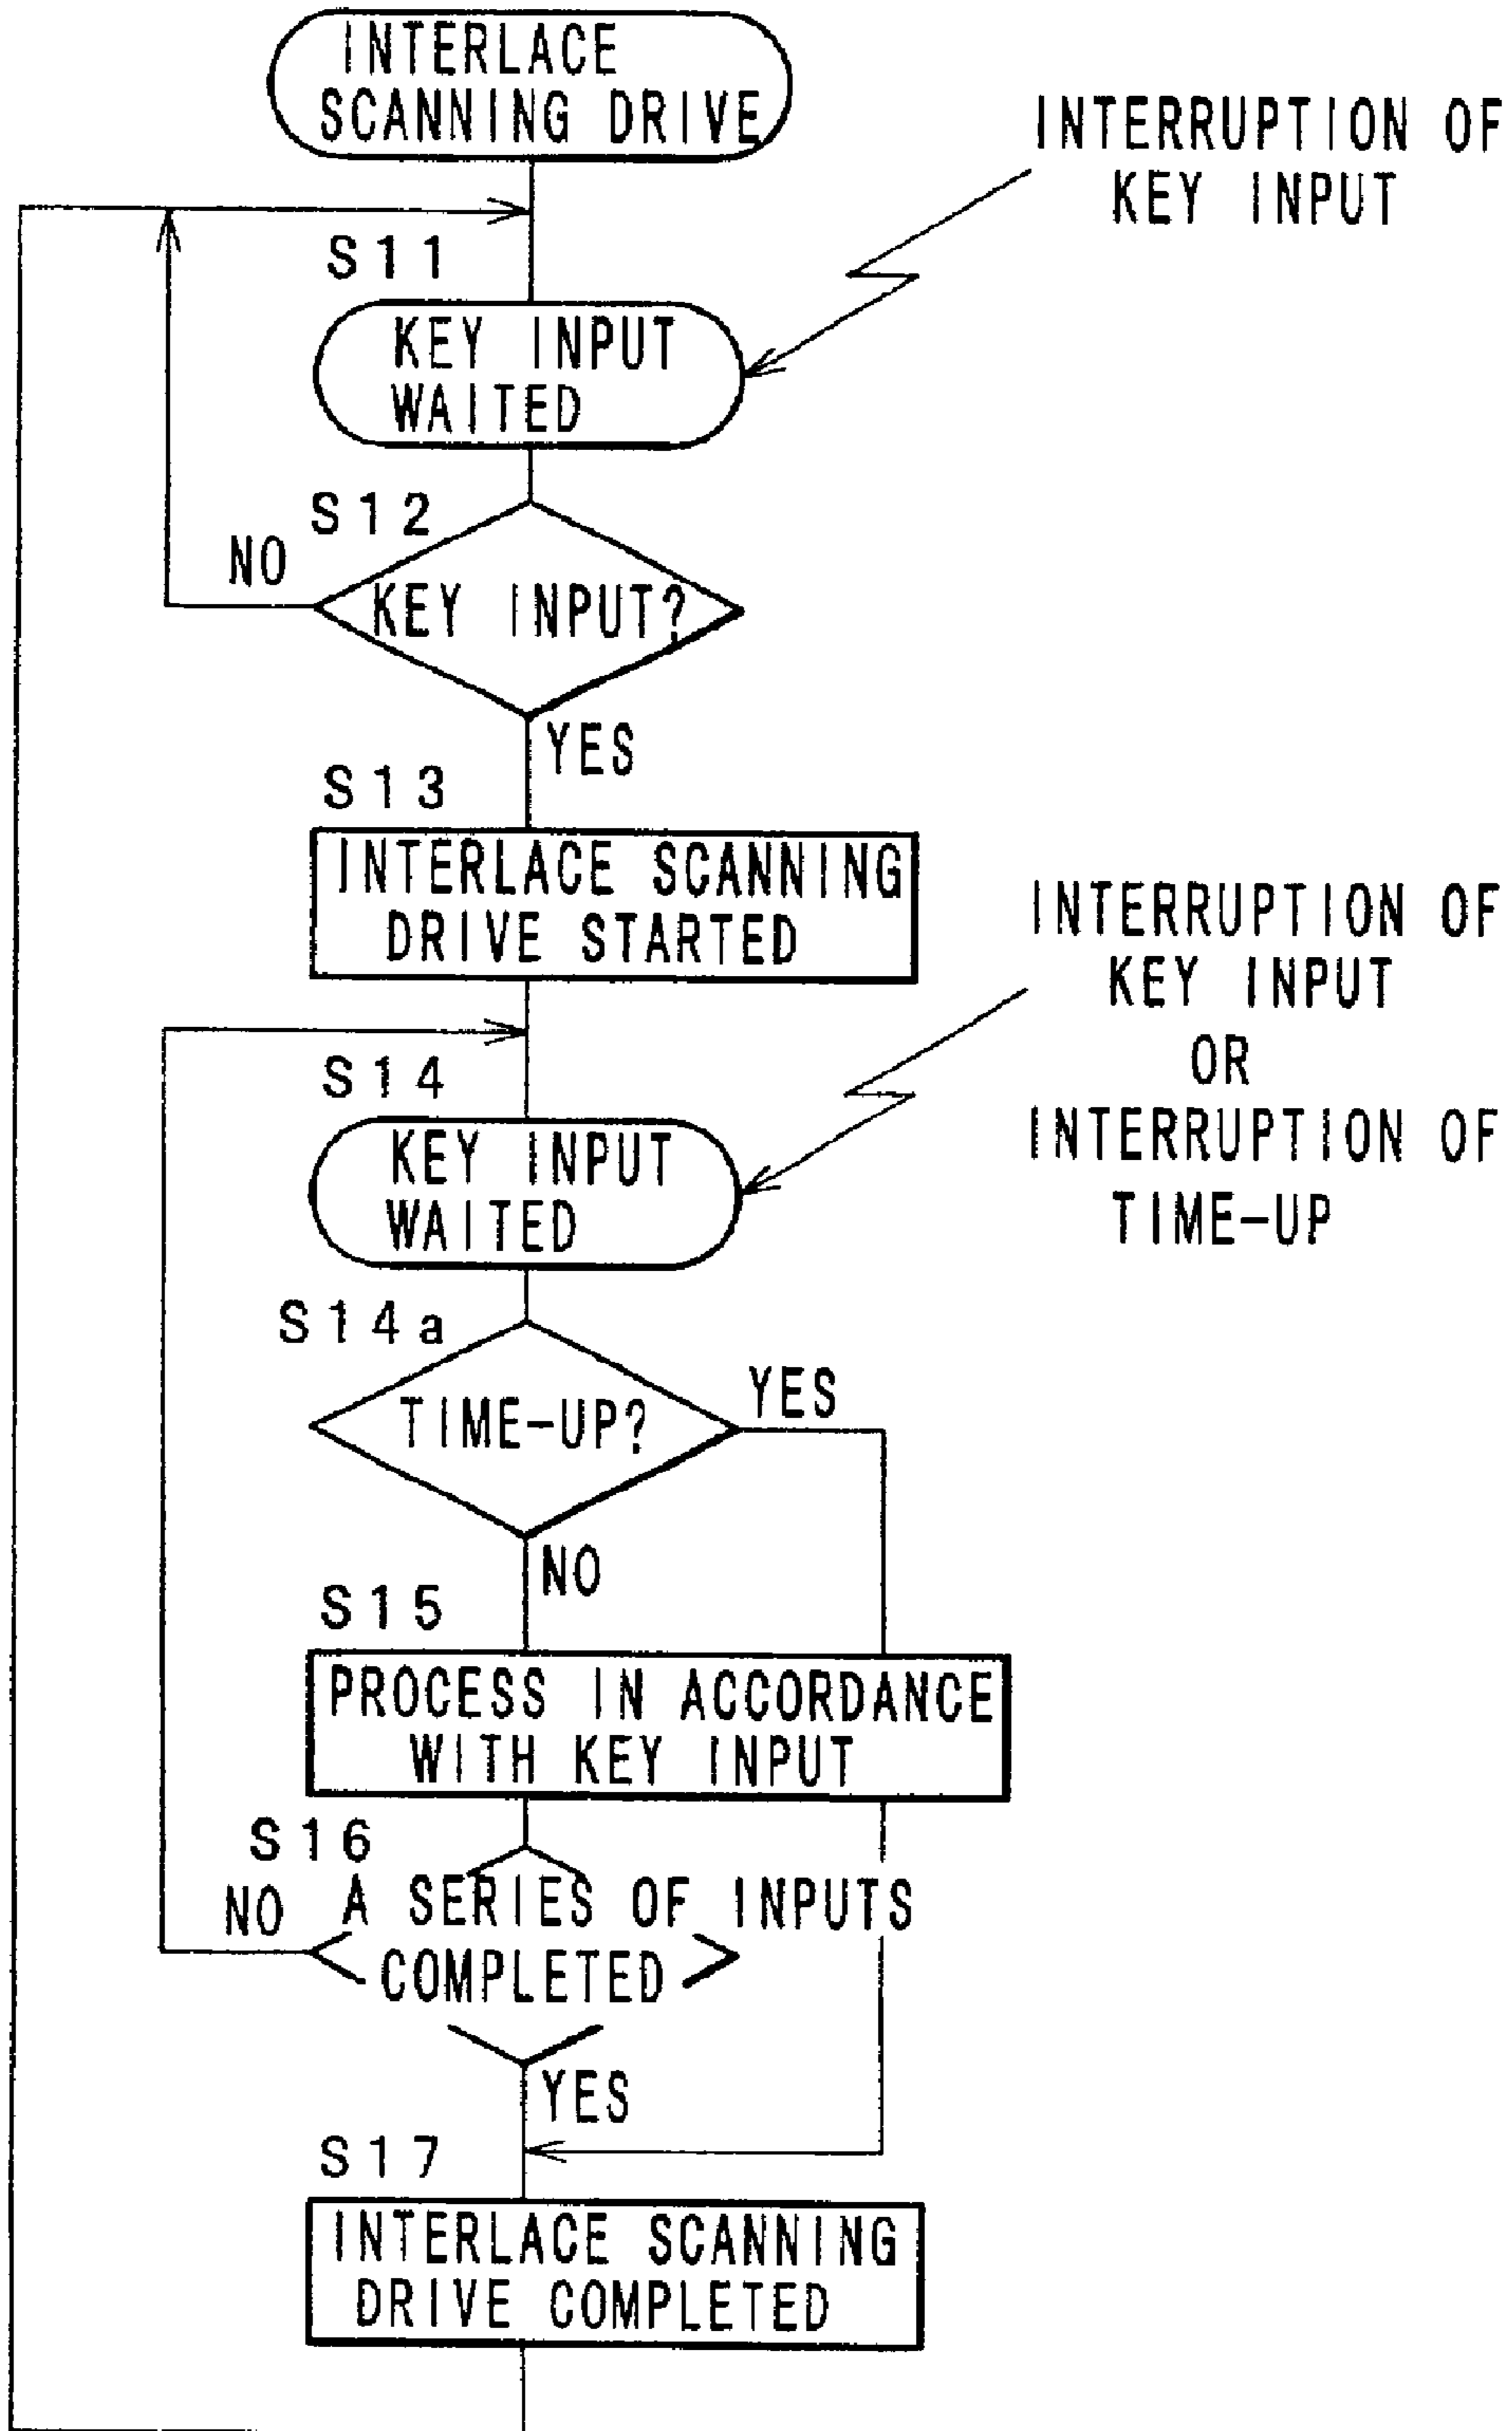 INTERLACE
SCANNING DRIVE
INTERRUPTION OF
KEY INPUT
S11
KEY INPUT
WAITED
S12
NO
KEY INPUT?
YES
S13
INTERLACE SCANNING
DRIVE STARTED
INTERRUPTION OF
KEY INPUT
OR
INTERRUPTION OF
TIME-UP
S14
KEY INPUT
WAITED
S14a
TIME-UP?
YES
NO
S15
PROCESS IN ACCORDANCE
WITH KEY INPUT
S16
NO
A SERIES OF INPUTS
COMPLETED
YES
S17
INTERLACE SCANNING
DRIVE COMPLETED